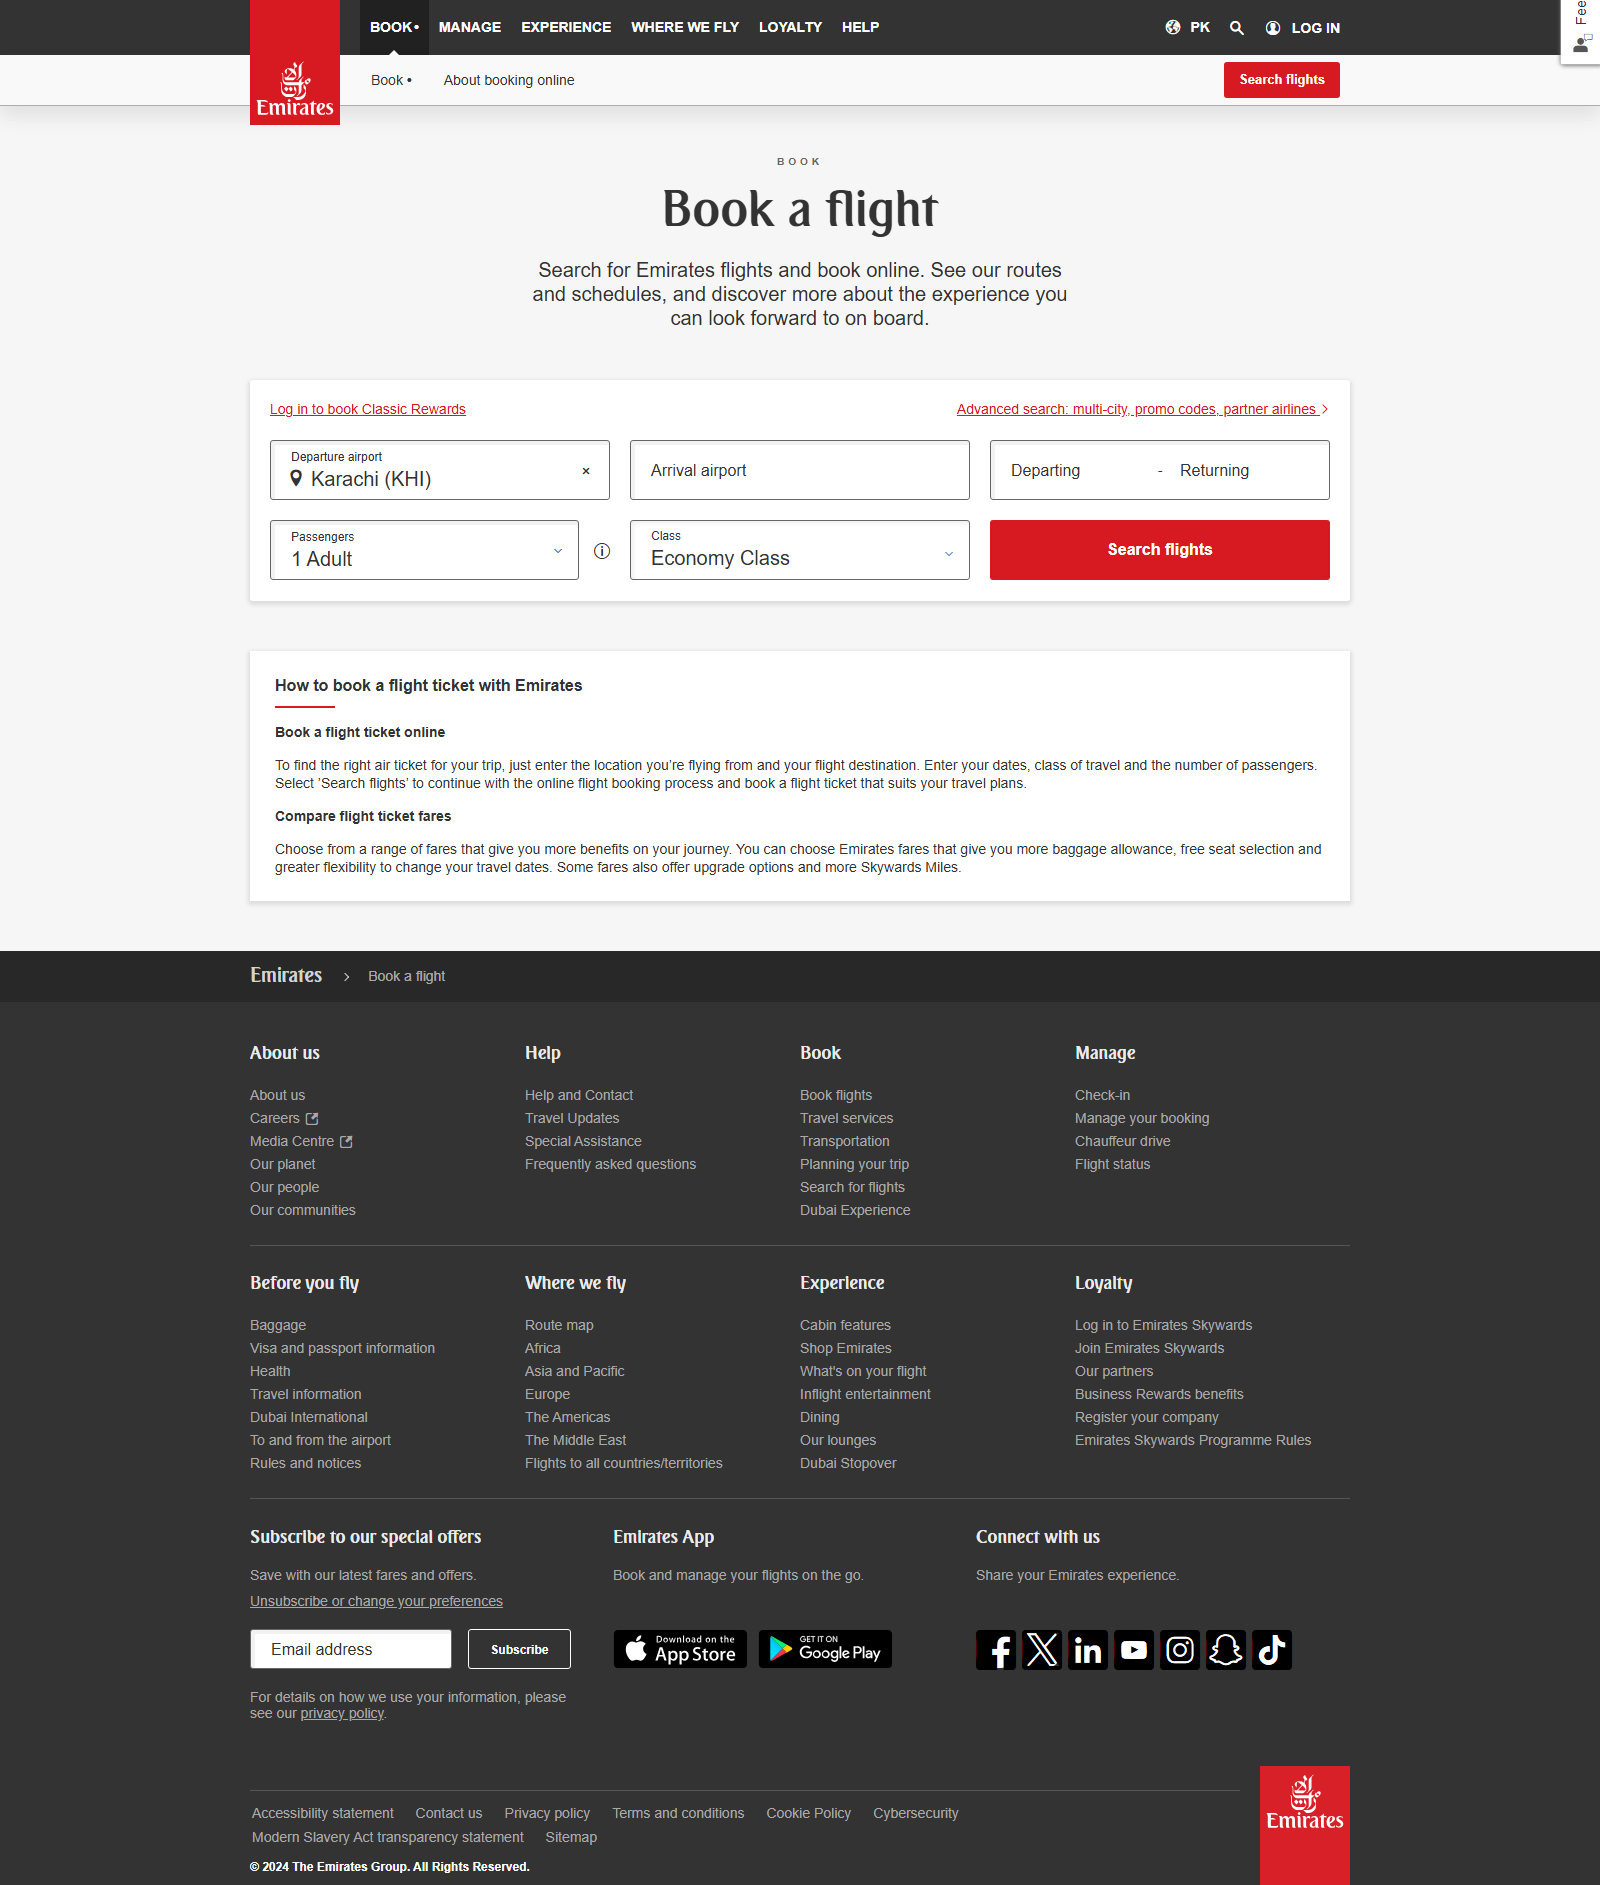 BOOK•
MANAGE
EXPERIENCE
WHERE WE FLY
LOYALTY
HELP
PK
LOG IN
Emirates
Book •
About booking online
Search flights
BOOK
Book a flight
Search for Emirates flights and book online. See our routes
and schedules, and discover more about the experience you
can look forward to on board.
Log in to book Classic Rewards
Advanced search: multi-city, promo codes, partner airlines
Departure airport
Karachi (KHI)
×
Arrival airport
Departing - Returning
Passengers
1 Adult
Class
Economy Class
Search flights
How to book a flight ticket with Emirates
Book a flight ticket online
To find the right air ticket for your trip, just enter the location you’re flying from and your flight destination. Enter your dates, class of travel and the number of passengers.
Select ’Search flights’ to continue with the online flight booking process and book a flight ticket that suits your travel plans.
Compare flight ticket fares
Choose from a range of fares that give you more benefits on your journey. You can choose Emirates fares that give you more baggage allowance, free seat selection and
greater flexibility to change your travel dates. Some fares also offer upgrade options and more Skywards Miles.
Emirates
Book a flight
About us
About us
Careers
Media Centre
Our planet
Our people
Our communities
Help
Help and Contact
Travel Updates
Special Assistance
Frequently asked questions
Book
Book flights
Travel services
Transportation
Planning your trip
Search for flights
Dubai Experience
Manage
Check-in
Manage your booking
Chauffeur drive
Flight status
Before you fly
Baggage
Visa and passport information
Health
Travel information
Dubai International
To and from the airport
Rules and notices
Where we fly
Route map
Africa
Asia and Pacific
Europe
The Americas
The Middle East
Flights to all countries/territories
Experience
Cabin features
Shop Emirates
What's on your flight
Inflight entertainment
Dining
Our lounges
Dubai Stopover
Loyalty
Log in to Emirates Skywards
Join Emirates Skywards
Our partners
Business Rewards benefits
Register your company
Emirates Skywards Programme Rules
Subscribe to our special offers
Save with our latest fares and offers.
Unsubscribe or change your preferences
Email address
Subscribe
For details on how we use your information, please
see our privacy policy.
Emirates App
Book and manage your flights on the go.
Download on the
App Store
GET IT ON
Google Play
Connect with us
Share your Emirates experience.
Accessibility statement
Contact us
Privacy policy
Terms and conditions
Cookie Policy
Cybersecurity
Modern Slavery Act transparency statement
Sitemap
© 2024 The Emirates Group. All Rights Reserved.
Emirates